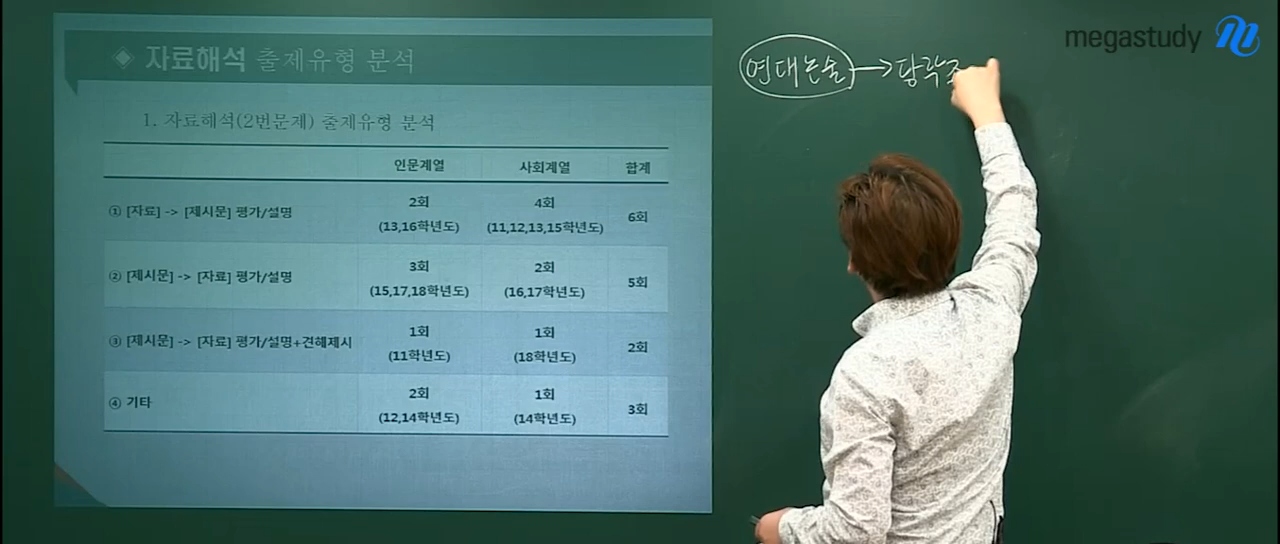 megastudy
◈ 자료해석 출제유형 분석
연대논술 → 당락
1. 자료해석(2번문제) 출제유형 분석
인문계열 사회계열 합계
① [자료] -> [제시문] 평가/설명 2회 (13,16학년도) 4회 (11,12,13,15학년도) 6회
② [제시문] -> [자료] 평가/설명 3회 (15,17,18학년도) 2회 (16,17학년도) 5회
③ [제시문] -> [자료] 평가/설명+견해제시 1회 (11학년도) 1회 (18학년도) 2회
④ 기타 2회 (12,14학년도) 1회 (14학년도) 3회